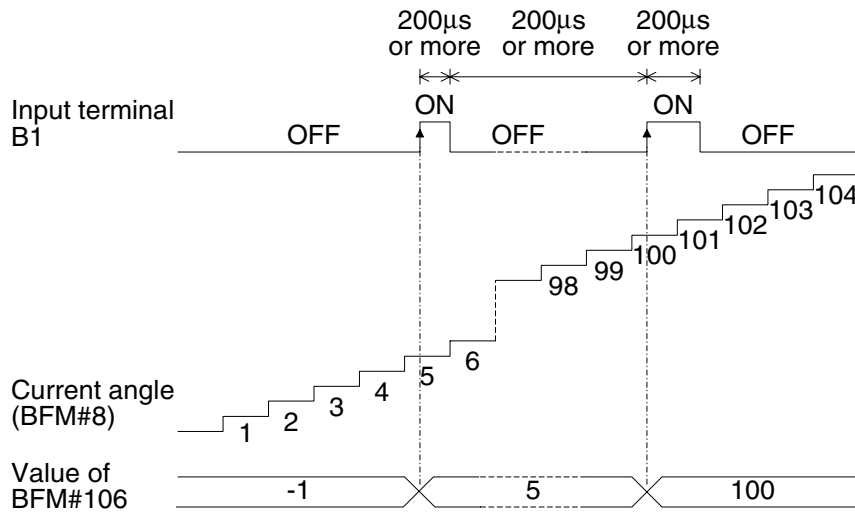 200µs or more
200µs or more
200µs or more
Input terminal
B1
OFF
ON
OFF
ON
OFF
Current angle
(BFM#8)
1
2
3
4
5
6
98
99
100
101
102
103
104
Value of
BFM#106
-1
5
100